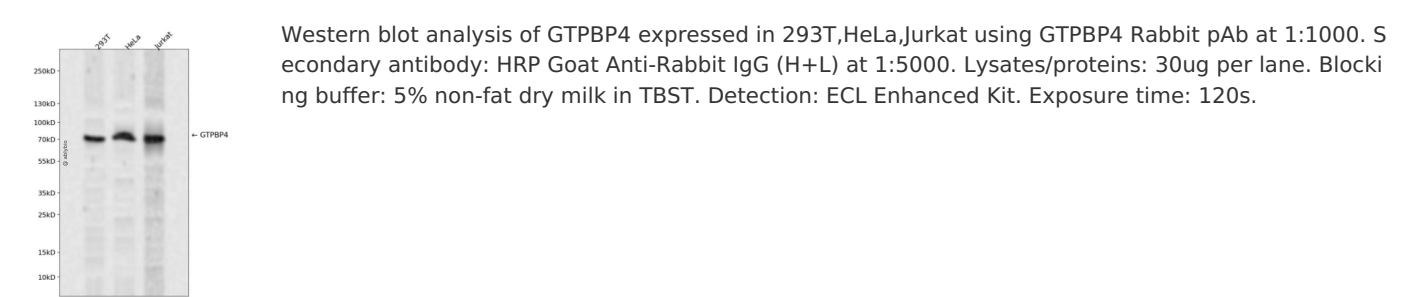 293T HeLa Jurkat
250kD
130kD
100kD
70kD
← GTPBP4
55kD
35kD
25kD
15kD
10kD
Western blot analysis of GTPBP4 expressed in 293T,HeLa,Jurkat using GTPBP4 Rabbit pAb at 1:1000. S
econdary antibody: HRP Goat Anti-Rabbit IgG (H+L) at 1:5000. Lysates/proteins: 30ug per lane. Blocki
ng buffer: 5% non-fat dry milk in TBST. Detection: ECL Enhanced Kit. Exposure time: 120s.